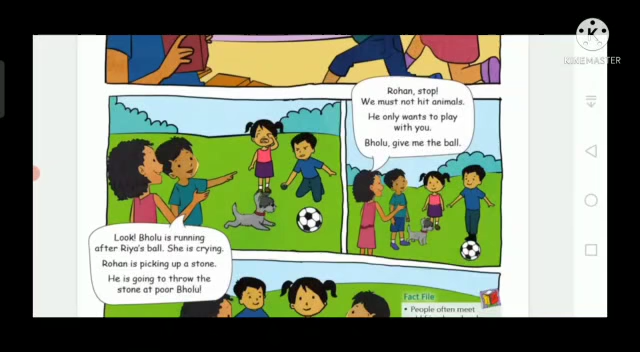 KINEMASTER
Rohan, stop!
We must not hit animals.
He only wants to play
with you.
Bholu, give me the ball.
Look! Bholu is running
after Riya's ball. She is crying.
Rohan is picking up a stone.
He is going to throw the
stone at poor Bholu!
Fact File
• People often meet